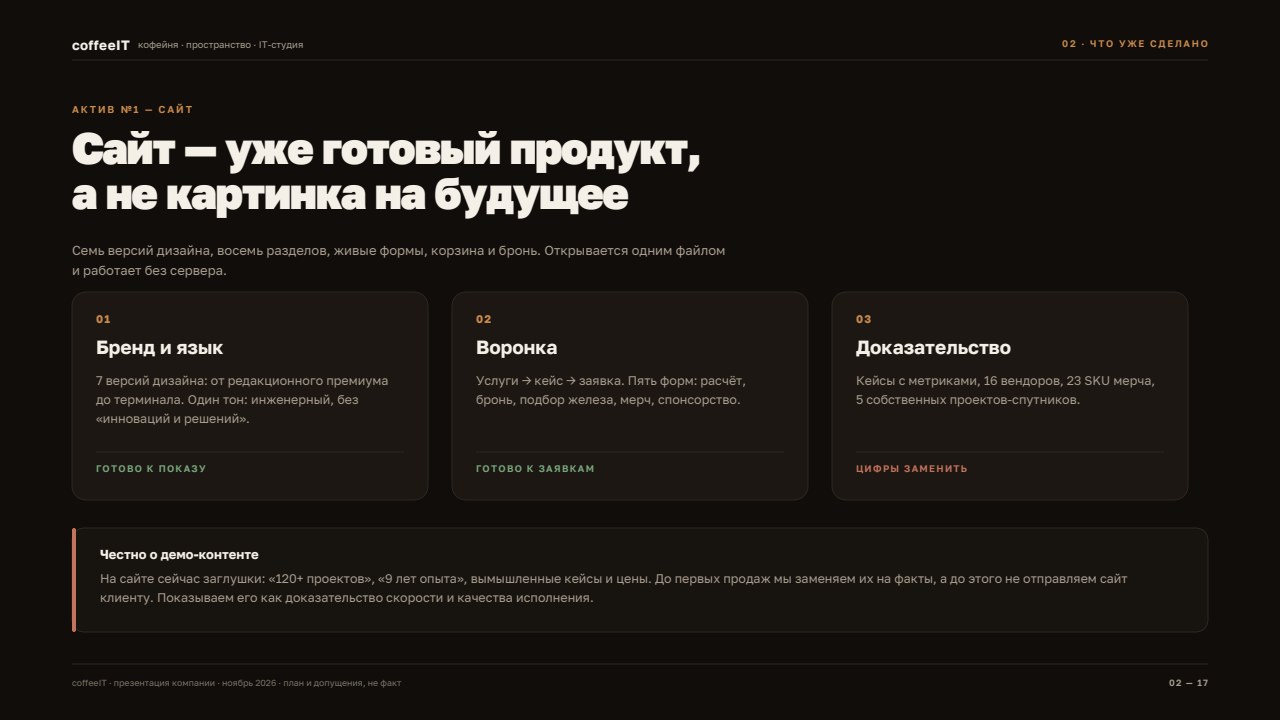 coffeeIT кофейня · пространство · IT-студия
02 · ЧТО УЖЕ СДЕЛАНО
АКТИВ №1 — САЙТ
Сайт — уже готовый продукт,
а не картинка на будущее
Семь версий дизайна, восемь разделов, живые формы, корзина и бронь. Открывается одним файлом
и работает без сервера.
01
Бренд и язык
7 версий дизайна: от редакционного премиума
до терминала. Один тон: инженерный, без
«инноваций и решений».
ГОТОВО К ПОКАЗУ
02
Воронка
Услуги → кейс → заявка. Пять форм: расчёт,
бронь, подбор железа, мерч, спонсорство.
ГОТОВО К ЗАЯВКАМ
03
Доказательство
Кейсы с метриками, 16 вендоров, 23 SKU мерча,
5 собственных проектов-спутников.
ЦИФРЫ ЗАМЕНИТЬ
Честно о демо-контенте
На сайте сейчас заглушки: «120+ проектов», «9 лет опыта», вымышленные кейсы и цены. До первых продаж мы заменяем их на факты, а до этого не отправляем сайт
клиенту. Показываем его как доказательство скорости и качества исполнения.
coffeeIT · презентация компании · ноябрь 2026 · план и допущения, не факт
02 — 17